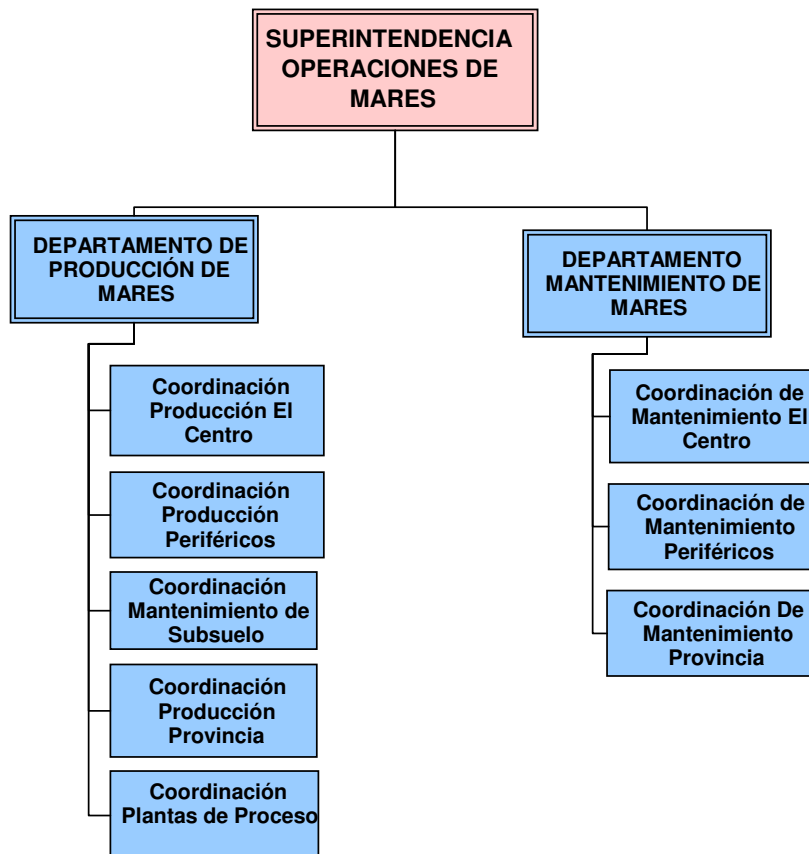 SUPERINTENDENCIA
OPERACIONES DE
MARES
DEPARTAMENTO DE
PRODUCCIÓN DE
MARES
Coordinación
Producción El
Centro
Coordinación
Producción
Periféricos
Coordinación
Mantenimiento de
Subsuelo
Coordinación
Producción
Provincia
Coordinación
Plantas de Proceso
DEPARTAMENTO
MANTENIMIENTO DE
MARES
Coordinación de
Mantenimiento El
Centro
Coordinación de
Mantenimiento
Periféricos
Coordinación De
Mantenimiento
Provincia